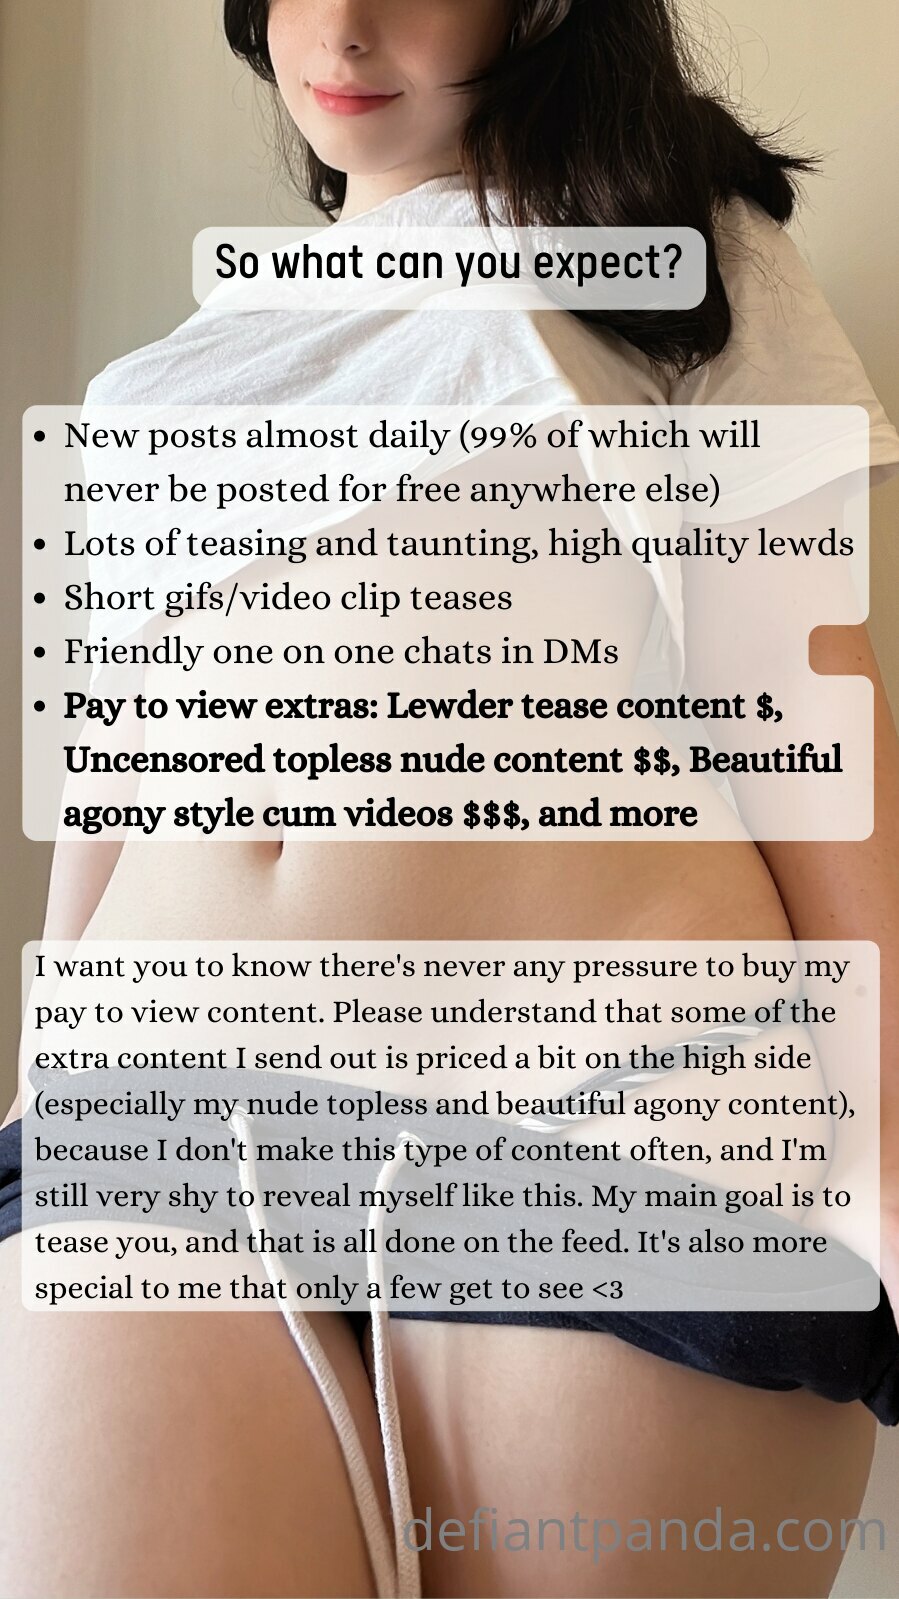 So what can you expect?
• New posts almost daily (99% of which will
never be posted for free anywhere else)
• Lots of teasing and taunting, high quality lewds
• Short gifs/video clip teases
• Friendly one on one chats in DMs
• Pay to view extras: Lewder tease content $,
Uncensored topless nude content $$, Beautiful
agony style cum videos $$$, and more
I want you to know there's never any pressure to buy my
pay to view content. Please understand that some of the
extra content I send out is priced a bit on the high side
(especially my nude topless and beautiful agony content),
because I don't make this type of content often, and I'm
still very shy to reveal myself like this. My main goal is to
tease you, and that is all done on the feed. It's also more
special to me that only a few get to see <3
defiantpanda.com